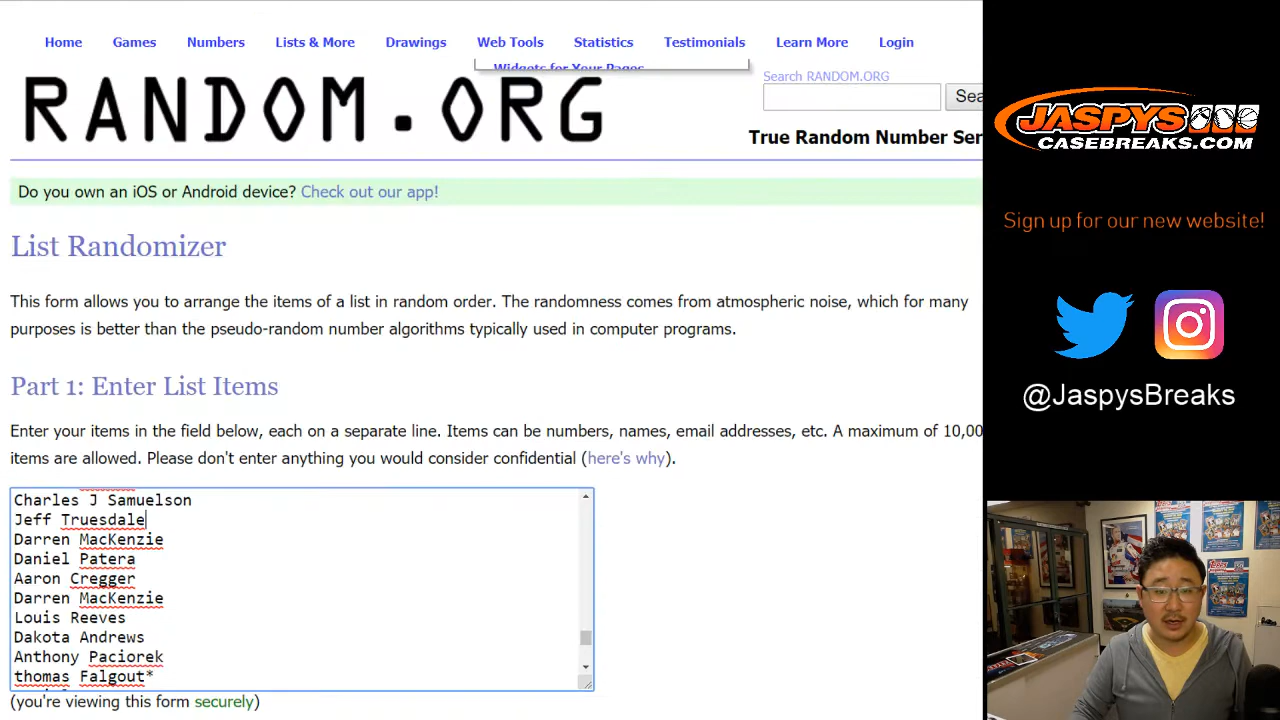 Home Games Numbers Lists & More Drawings Web Tools Statistics Testimonials Learn More Login
Widgets for Your Pages
Search RANDOM.ORG
RANDOM.ORG
Sea
True Random Number Ser
Do you own an iOS or Android device? Check out our app!
List Randomizer
This form allows you to arrange the items of a list in random order. The randomness comes from atmospheric noise, which for many
purposes is better than the pseudo-random number algorithms typically used in computer programs.
Part 1: Enter List Items
Enter your items in the field below, each on a separate line. Items can be numbers, names, email addresses, etc. A maximum of 10,00
items are allowed. Please don't enter anything you would consider confidential (here's why).
Charles J Samuelson
Jeff Truesdale
Darren MacKenzie
Daniel Patera
Aaron Cregger
Darren MacKenzie
Louis Reeves
Dakota Andrews
Anthony Paciorek
thomas Falgout*
(you're viewing this form securely)
JASPYS
CASEBREAKS.COM
Sign up for our new website!
@JaspysBreaks